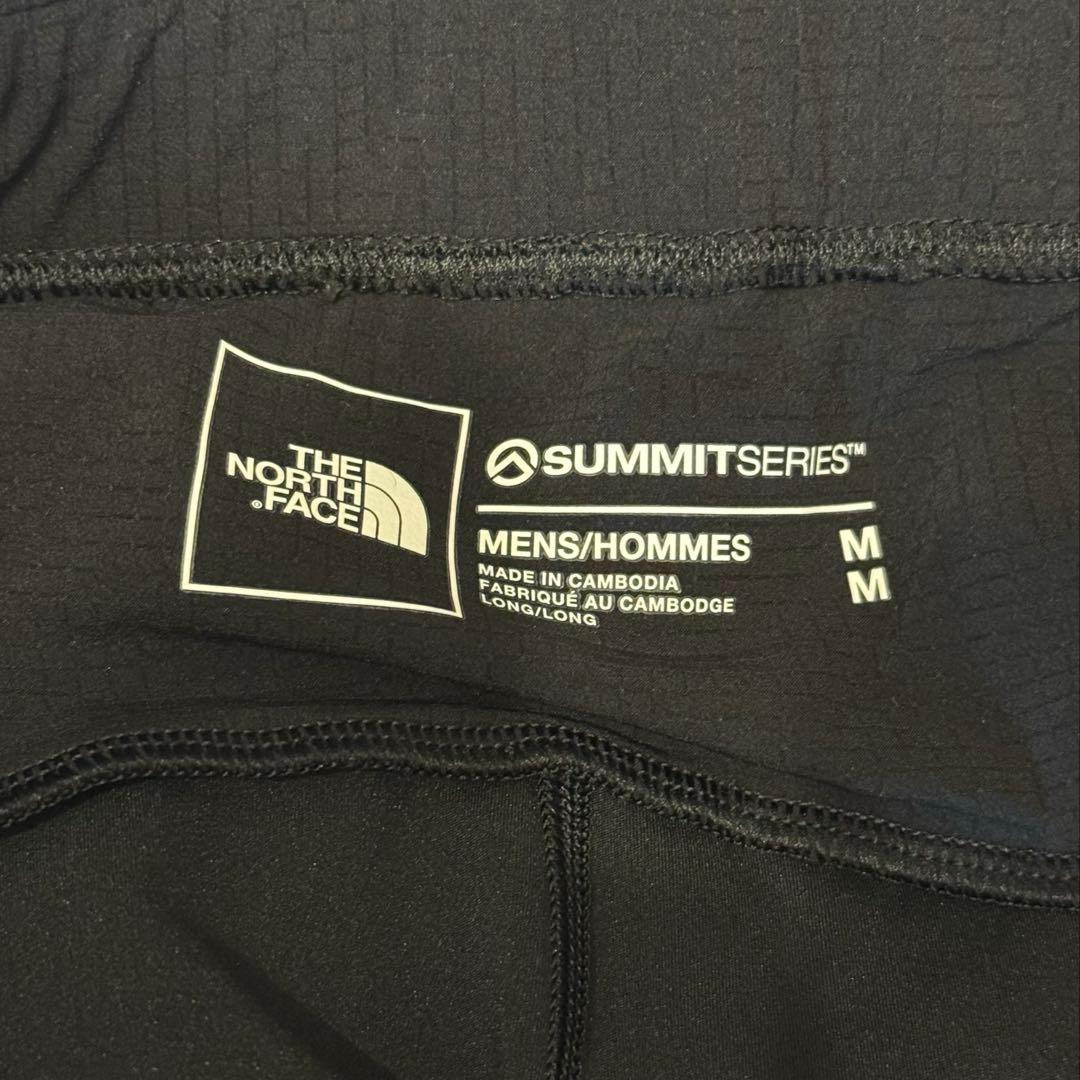 THE
NORTH
®FACE
SUMMITSERIES™
MENS/HOMMES M
MADE IN CAMBODIA M
FABRIQUÉ AU CAMBODGE
LONG/LONG